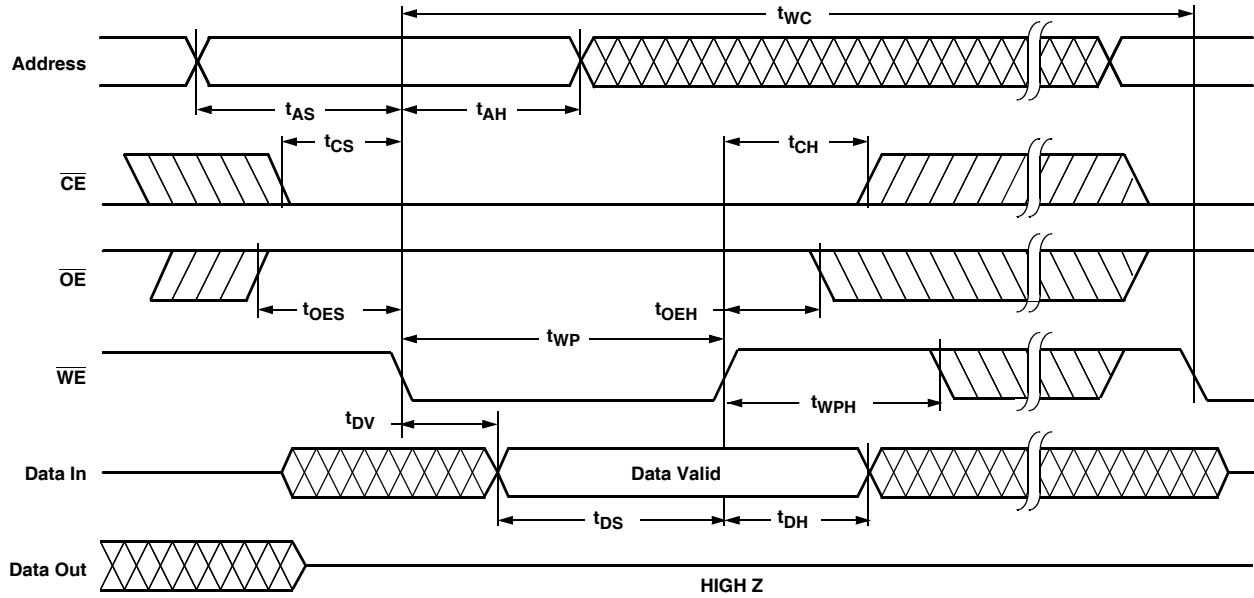 tWC
Address
tAS
tAH
tCS
tCH
CE
OE
tOES
tOEH
tWP
WE
tWPH
tDV
Data In
Data Valid
tDS
tDH
Data Out
HIGH Z